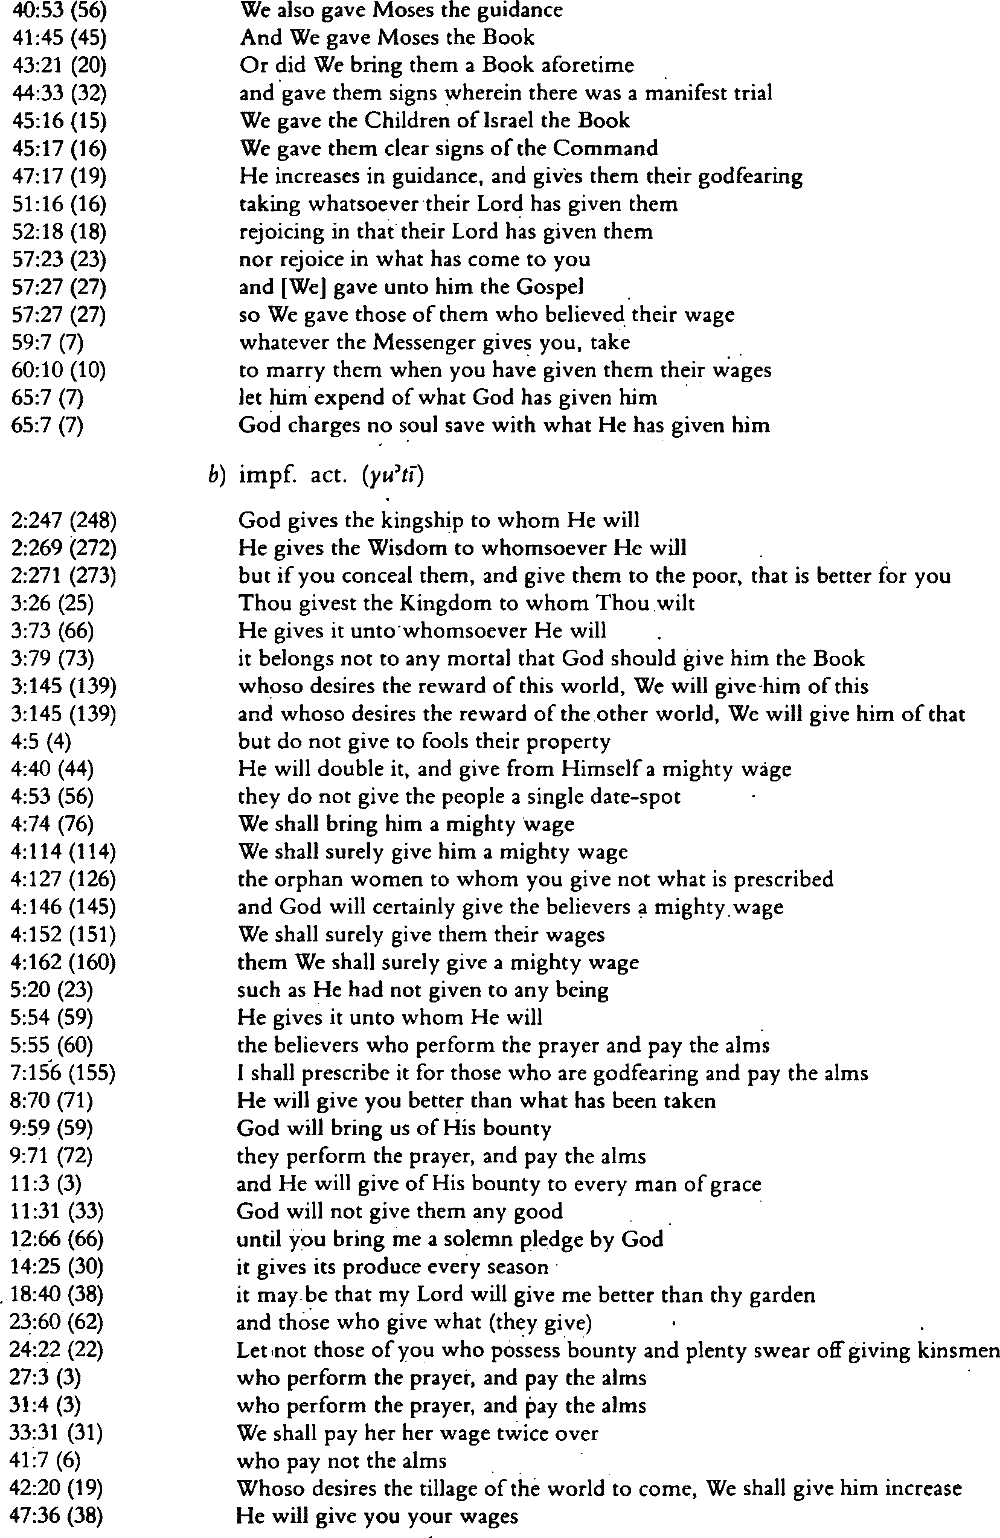 40:53 (56) We also gave Moses the guidance
41:45 (45) And We gave Moses the Book
43:21 (20) Or did We bring them a Book aforetime
44:33 (32) and gave them signs wherein there was a manifest trial
45:16 (15) We gave the Children of Israel the Book
45:17 (16) We gave them clear signs of the Command
47:17 (19) He increases in guidance, and gives them their godfearing
51:16 (16) taking whatsoever their Lord has given them
52:18 (18) rejoicing in that their Lord has given them
57:23 (23) nor rejoice in what has come to you
57:27 (27) and [We] gave unto him the Gospel
57:27 (27) so We gave those of them who believed their wage
59:7 (7) whatever the Messenger gives you, take
60:10 (10) to marry them when you have given them their wages
65:7 (7) let him expend of what God has given him
65:7 (7) God charges no soul save with what He has given him
b) impf. act. (yuʾtī)
2:247 (248) God gives the kingship to whom He will
2:269 (272) He gives the Wisdom to whomsoever He will
2:271 (273) but if you conceal them, and give them to the poor, that is better for you
3:26 (25) Thou givest the Kingdom to whom Thou wilt
3:73 (66) He gives it unto whomsoever He will
3:79 (73) it belongs not to any mortal that God should give him the Book
3:145 (139) whoso desires the reward of this world, We will give him of this
3:145 (139) and whoso desires the reward of the other world, We will give him of that
4:5 (4) but do not give to fools their property
4:40 (44) He will double it, and give from Himself a mighty wage
4:53 (56) they do not give the people a single date-spot
4:74 (76) We shall bring him a mighty wage
4:114 (114) We shall surely give him a mighty wage
4:127 (126) the orphan women to whom you give not what is prescribed
4:146 (145) and God will certainly give the believers a mighty wage
4:152 (151) We shall surely give them their wages
4:162 (160) them We shall surely give a mighty wage
5:20 (23) such as He had not given to any being
5:54 (59) He gives it unto whom He will
5:55 (60) the believers who perform the prayer and pay the alms
7:156 (155) I shall prescribe it for those who are godfearing and pay the alms
8:70 (71) He will give you better than what has been taken
9:59 (59) God will bring us of His bounty
9:71 (72) they perform the prayer, and pay the alms
11:3 (3) and He will give of His bounty to every man of grace
11:31 (33) God will not give them any good
12:66 (66) until you bring me a solemn pledge by God
14:25 (30) it gives its produce every season
18:40 (38) it may be that my Lord will give me better than thy garden
23:60 (62) and those who give what (they give)
24:22 (22) Let not those of you who possess bounty and plenty swear off giving kinsmen
27:3 (3) who perform the prayer, and pay the alms
31:4 (3) who perform the prayer, and pay the alms
33:31 (31) We shall pay her her wage twice over
41:7 (6) who pay not the alms
42:20 (19) Whoso desires the tillage of the world to come, We shall give him increase
47:36 (38) He will give you your wages